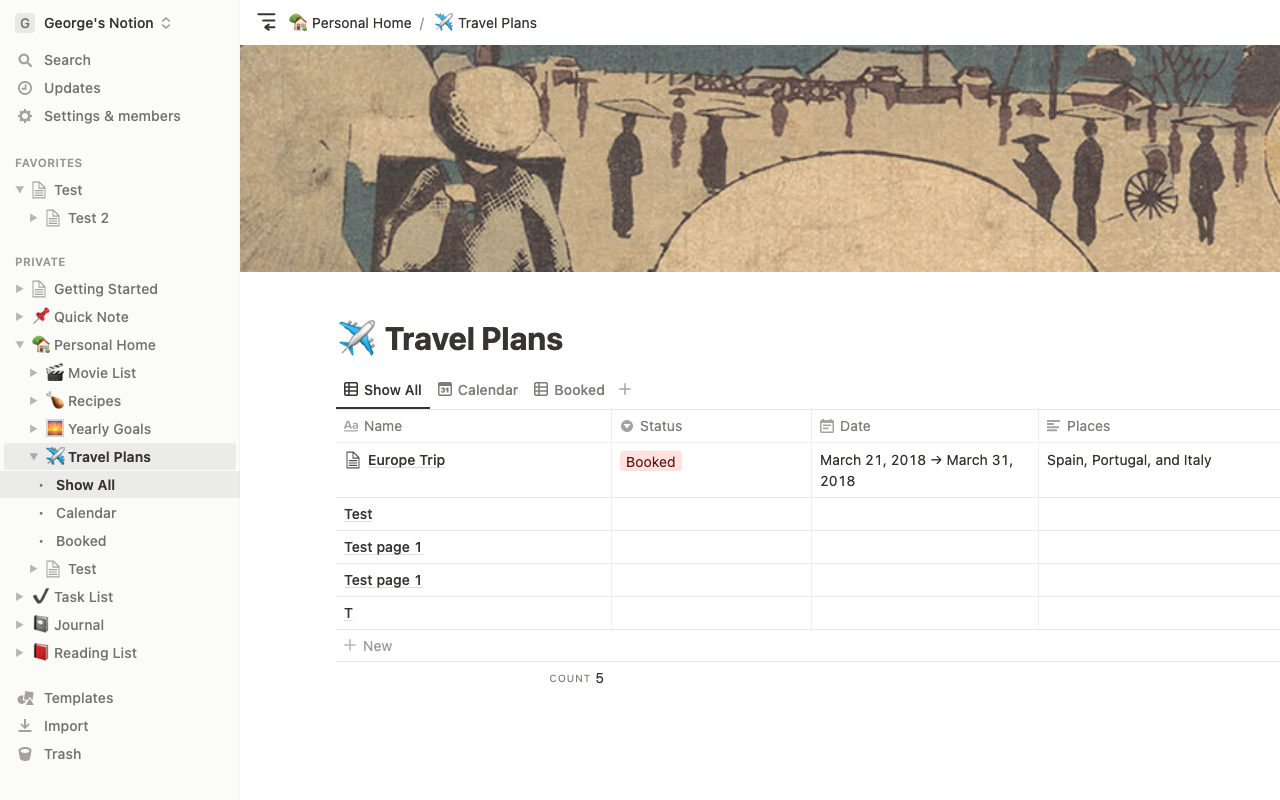 G George's Notion
Search
Updates
Settings & members
FAVORITES
Test
Test 2
PRIVATE
Getting Started
Quick Note
Personal Home
Movie List
Recipes
Yearly Goals
Travel Plans
Show All
Calendar
Booked
Test
Task List
Journal
Reading List
Templates
Import
Trash
Personal Home / Travel Plans
Travel Plans
Show All 31 Calendar Booked
Aa Name Status Date Places
Europe Trip Booked March 21, 2018 → March 31, Spain, Portugal, and Italy
2018
Test
Test page 1
Test page 1
T
New
COUNT 5